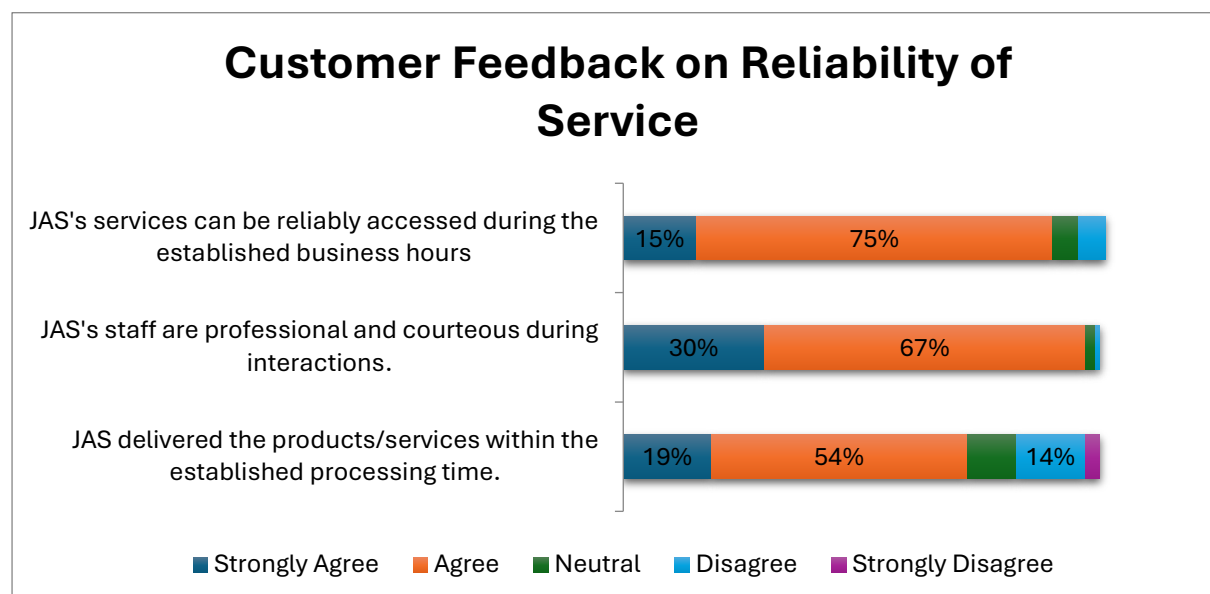 Customer Feedback on Reliability of
Service
JAS's services can be reliably accessed during the
established business hours
15%
75%
JAS's staff are professional and courteous during
interactions.
30%
67%
JAS delivered the products/services within the
established processing time.
19%
54%
14%
Strongly Agree
Agree
Neutral
Disagree
Strongly Disagree